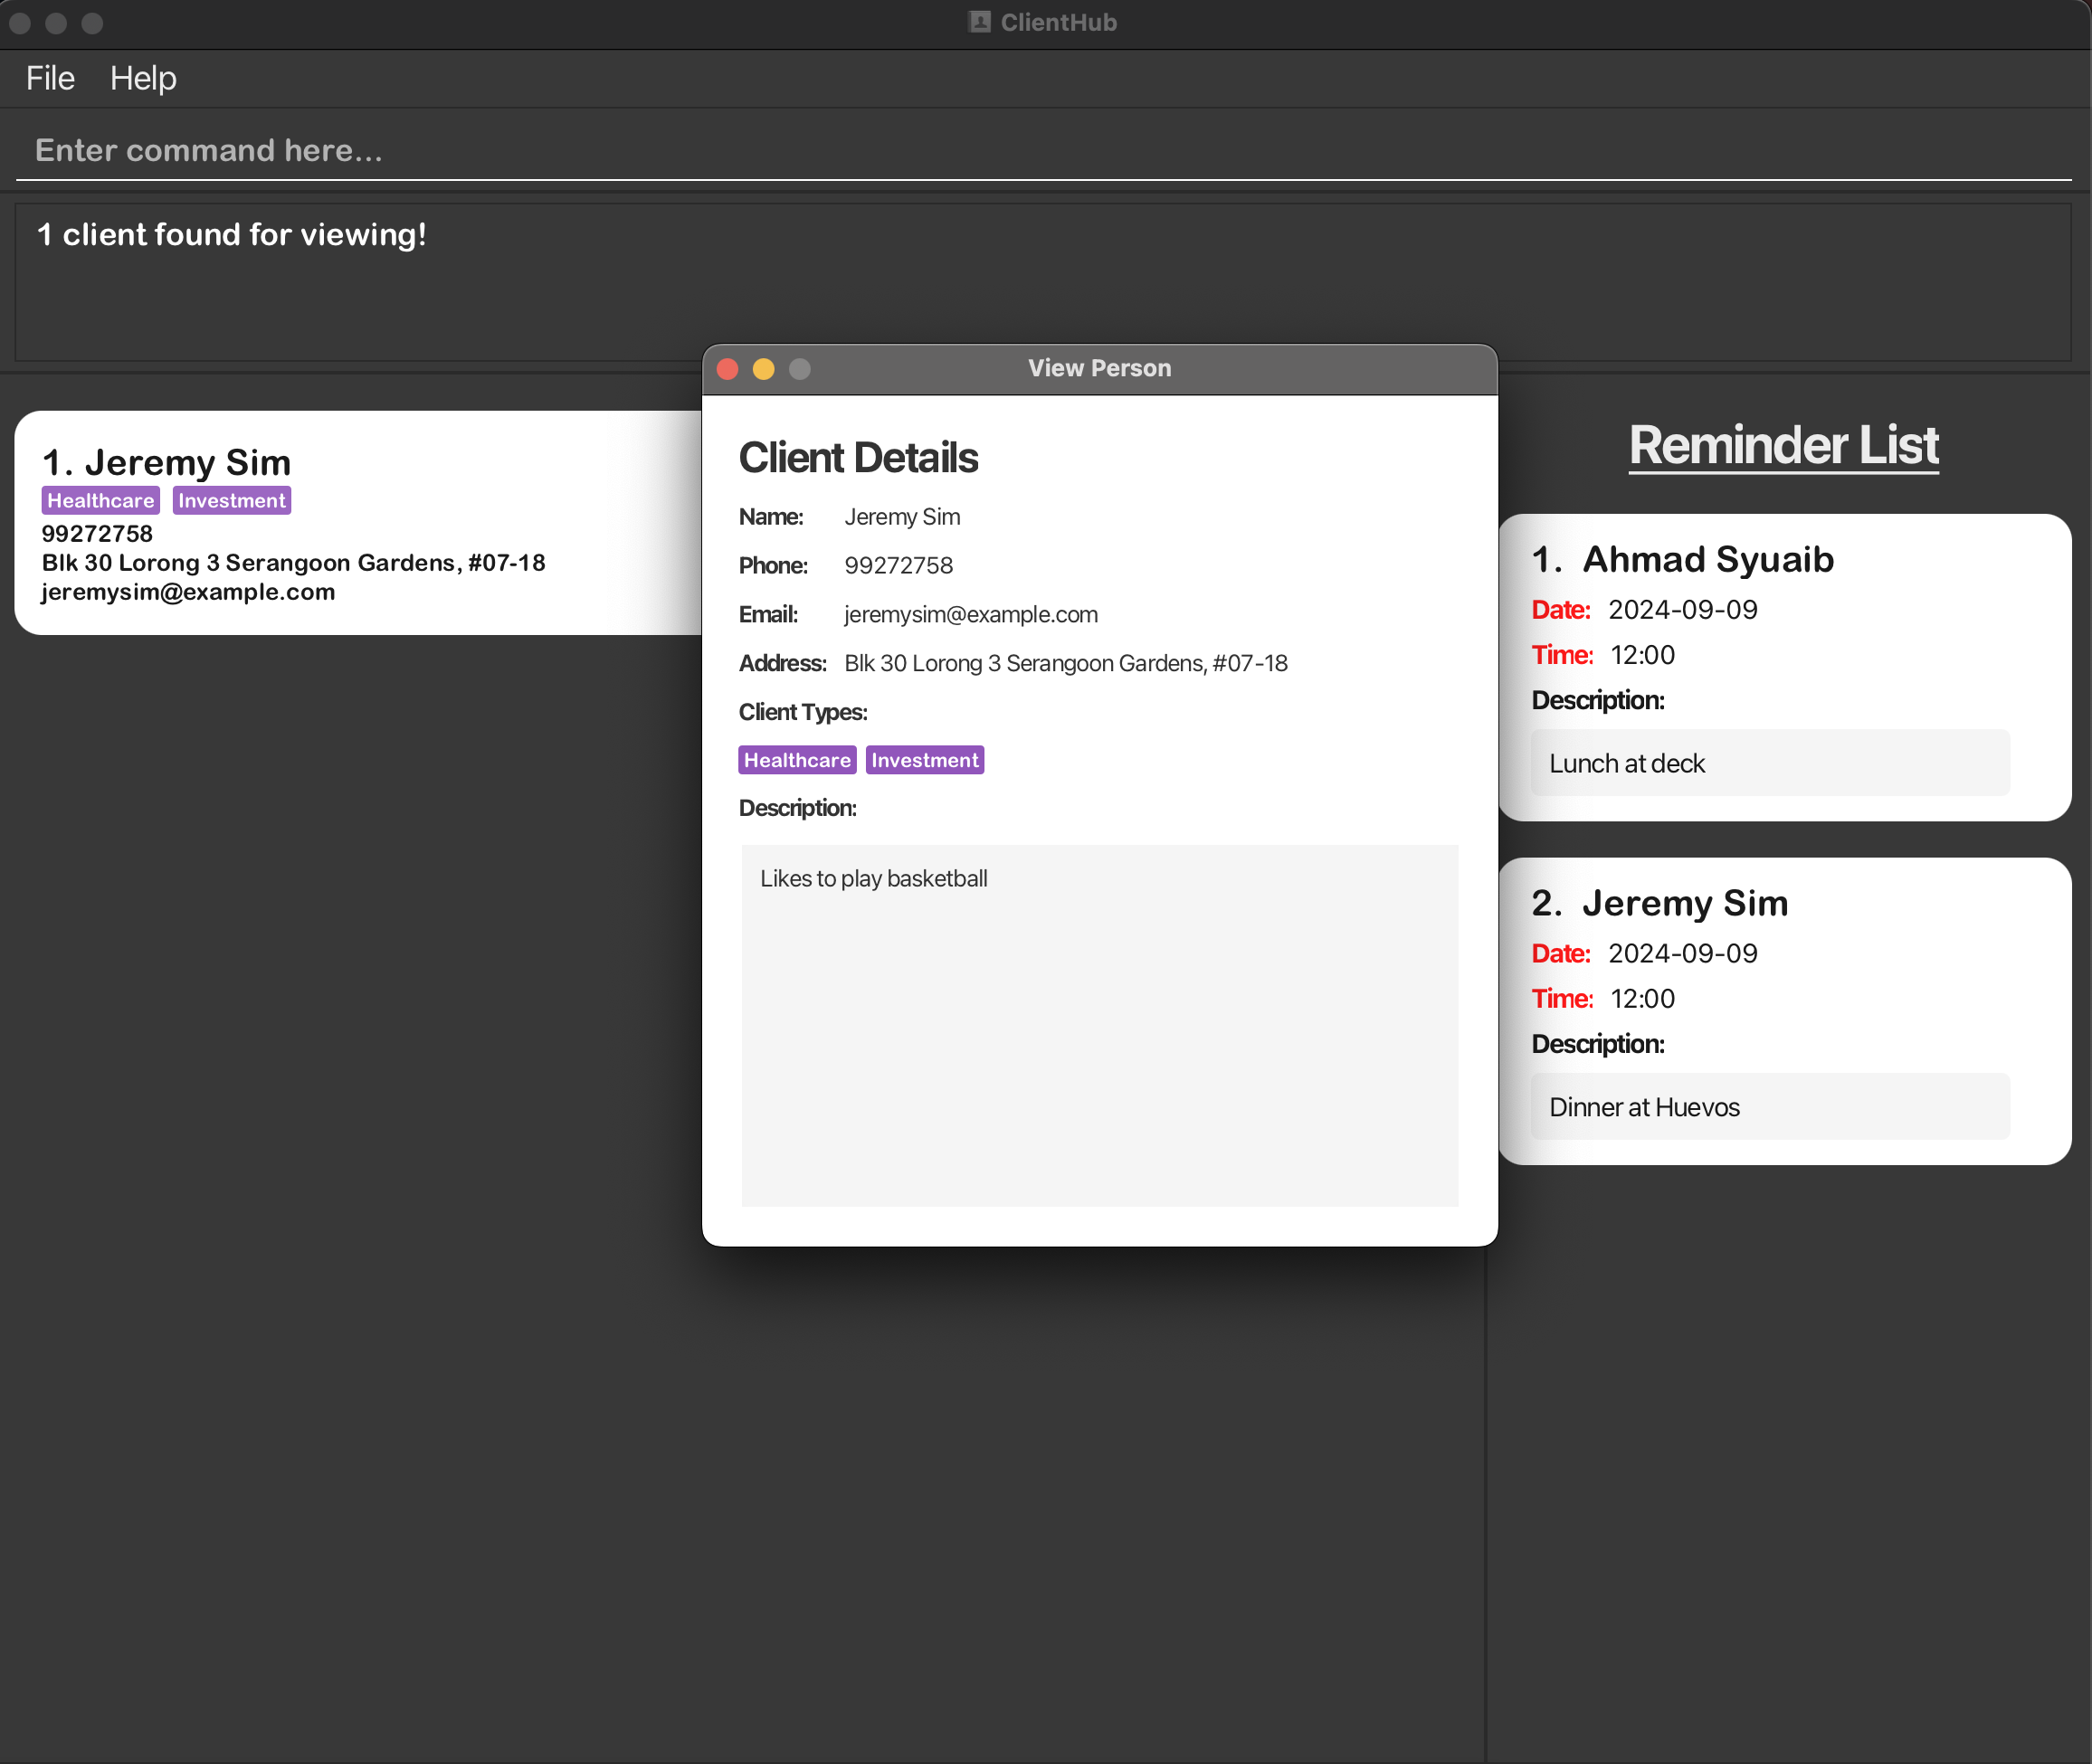 ClientHub
File Help
Enter command here...
1 client found for viewing!
1. Jeremy Sim
Healthcare Investment
99272758
Blk 30 Lorong 3 Serangoon Gardens, #07-18
jeremysim@example.com
View Person
Client Details
Name: Jeremy Sim
Phone: 99272758
Email: jeremysim@example.com
Address: Blk 30 Lorong 3 Serangoon Gardens, #07-18
Client Types:
Healthcare Investment
Description:
Likes to play basketball
Reminder List
1. Ahmad Syuaib
Date: 2024-09-09
Time: 12:00
Description:
Lunch at deck
2. Jeremy Sim
Date: 2024-09-09
Time: 12:00
Description:
Dinner at Huevos